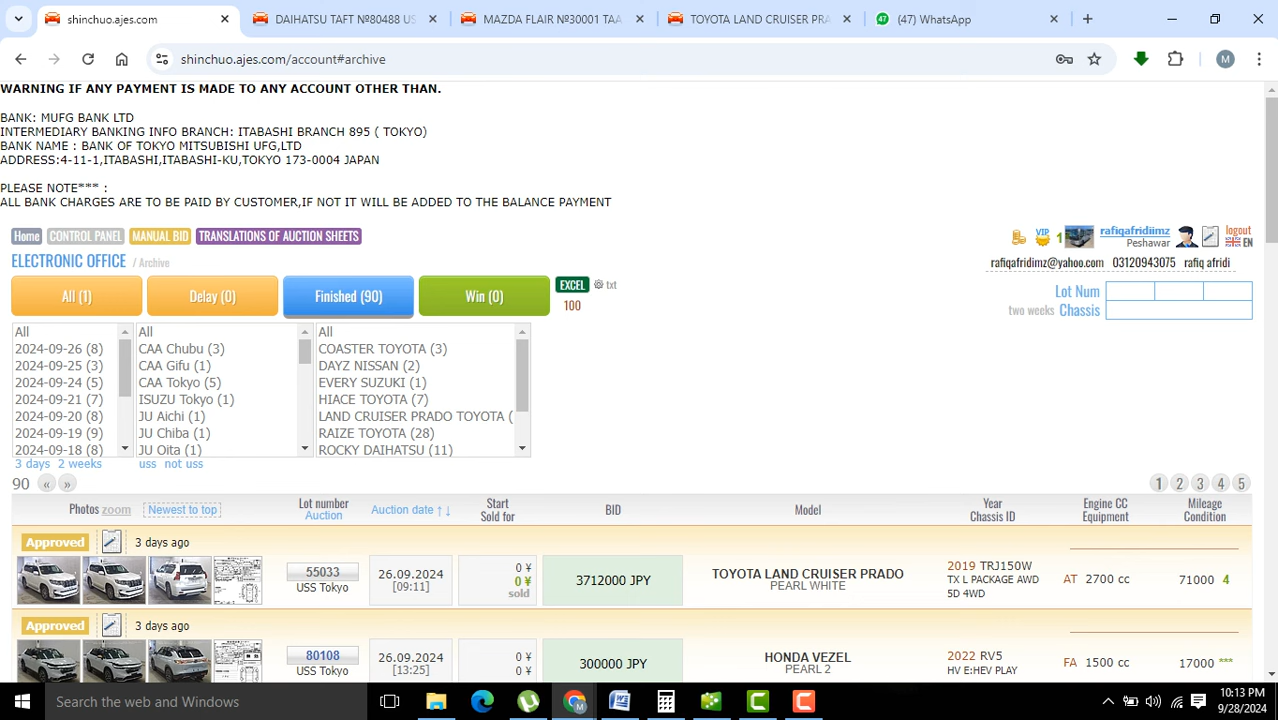 shinchuo.ajes.com
DAIHATSU TAFT №80488 US
MAZDA FLAIR №30001 TAA
TOYOTA LAND CRUISER PRA
(47) WhatsApp
shinchuo.ajes.com/account#archive
M
WARNING IF ANY PAYMENT IS MADE TO ANY ACCOUNT OTHER THAN.
BANK: MUFG BANK LTD
INTERMEDIARY BANKING INFO BRANCH: ITABASHI BRANCH 895 ( TOKYO)
BANK NAME : BANK OF TOKYO MITSUBISHI UFG,LTD
ADDRESS:4-11-1,ITABASHI,ITABASHI-KU,TOKYO 173-0004 JAPAN
PLEASE NOTE*** :
ALL BANK CHARGES ARE TO BE PAID BY CUSTOMER,IF NOT IT WILL BE ADDED TO THE BALANCE PAYMENT
Home CONTROL PANEL MANUAL BID TRANSLATIONS OF AUCTION SHEETS
VIP 1 rafiqafridiimz logout
Peshawar EN
ELECTRONIC OFFICE / Archive
rafiqafridimz@yahoo.com 03120943075 rafiq afridi
All (1) Delay (0) Finished (90) Win (0) EXCEL txt
100
Lot Num
two weeks Chassis
All All All
2024-09-26 (8) CAA Chubu (3) COASTER TOYOTA (3)
2024-09-25 (3) CAA Gifu (1) DAYZ NISSAN (2)
2024-09-24 (5) CAA Tokyo (5) EVERY SUZUKI (1)
2024-09-21 (7) ISUZU Tokyo (1) HIACE TOYOTA (7)
2024-09-20 (8) JU Aichi (1) LAND CRUISER PRADO TOYOTA (
2024-09-19 (9) JU Chiba (1) RAIZE TOYOTA (28)
2024-09-18 (8) JU Oita (1) ROCKY DAIHATSU (11)
3 days 2 weeks uss not uss
90 « » 1 2 3 4 5
Photos zoom Newest to top Lot number Auction Auction date ↑↓ Start Sold for BID Model Year Chassis ID Engine CC Equipment Mileage Condition
Approved 3 days ago
55033 USS Tokyo 26.09.2024 [09:11] 0 ¥ 0 ¥ sold 3712000 JPY TOYOTA LAND CRUISER PRADO PEARL WHITE 2019 TRJ150W TX L PACKAGE AWD 5D 4WD AT 2700 cc 71000 4
Approved 3 days ago
80108 USS Tokyo 26.09.2024 [13:25] 0 ¥ 0 ¥ 300000 JPY HONDA VEZEL PEARL 2 2022 RV5 HV E:HEV PLAY FA 1500 cc 17000 ***
Search the web and Windows
10:13 PM
9/28/2024